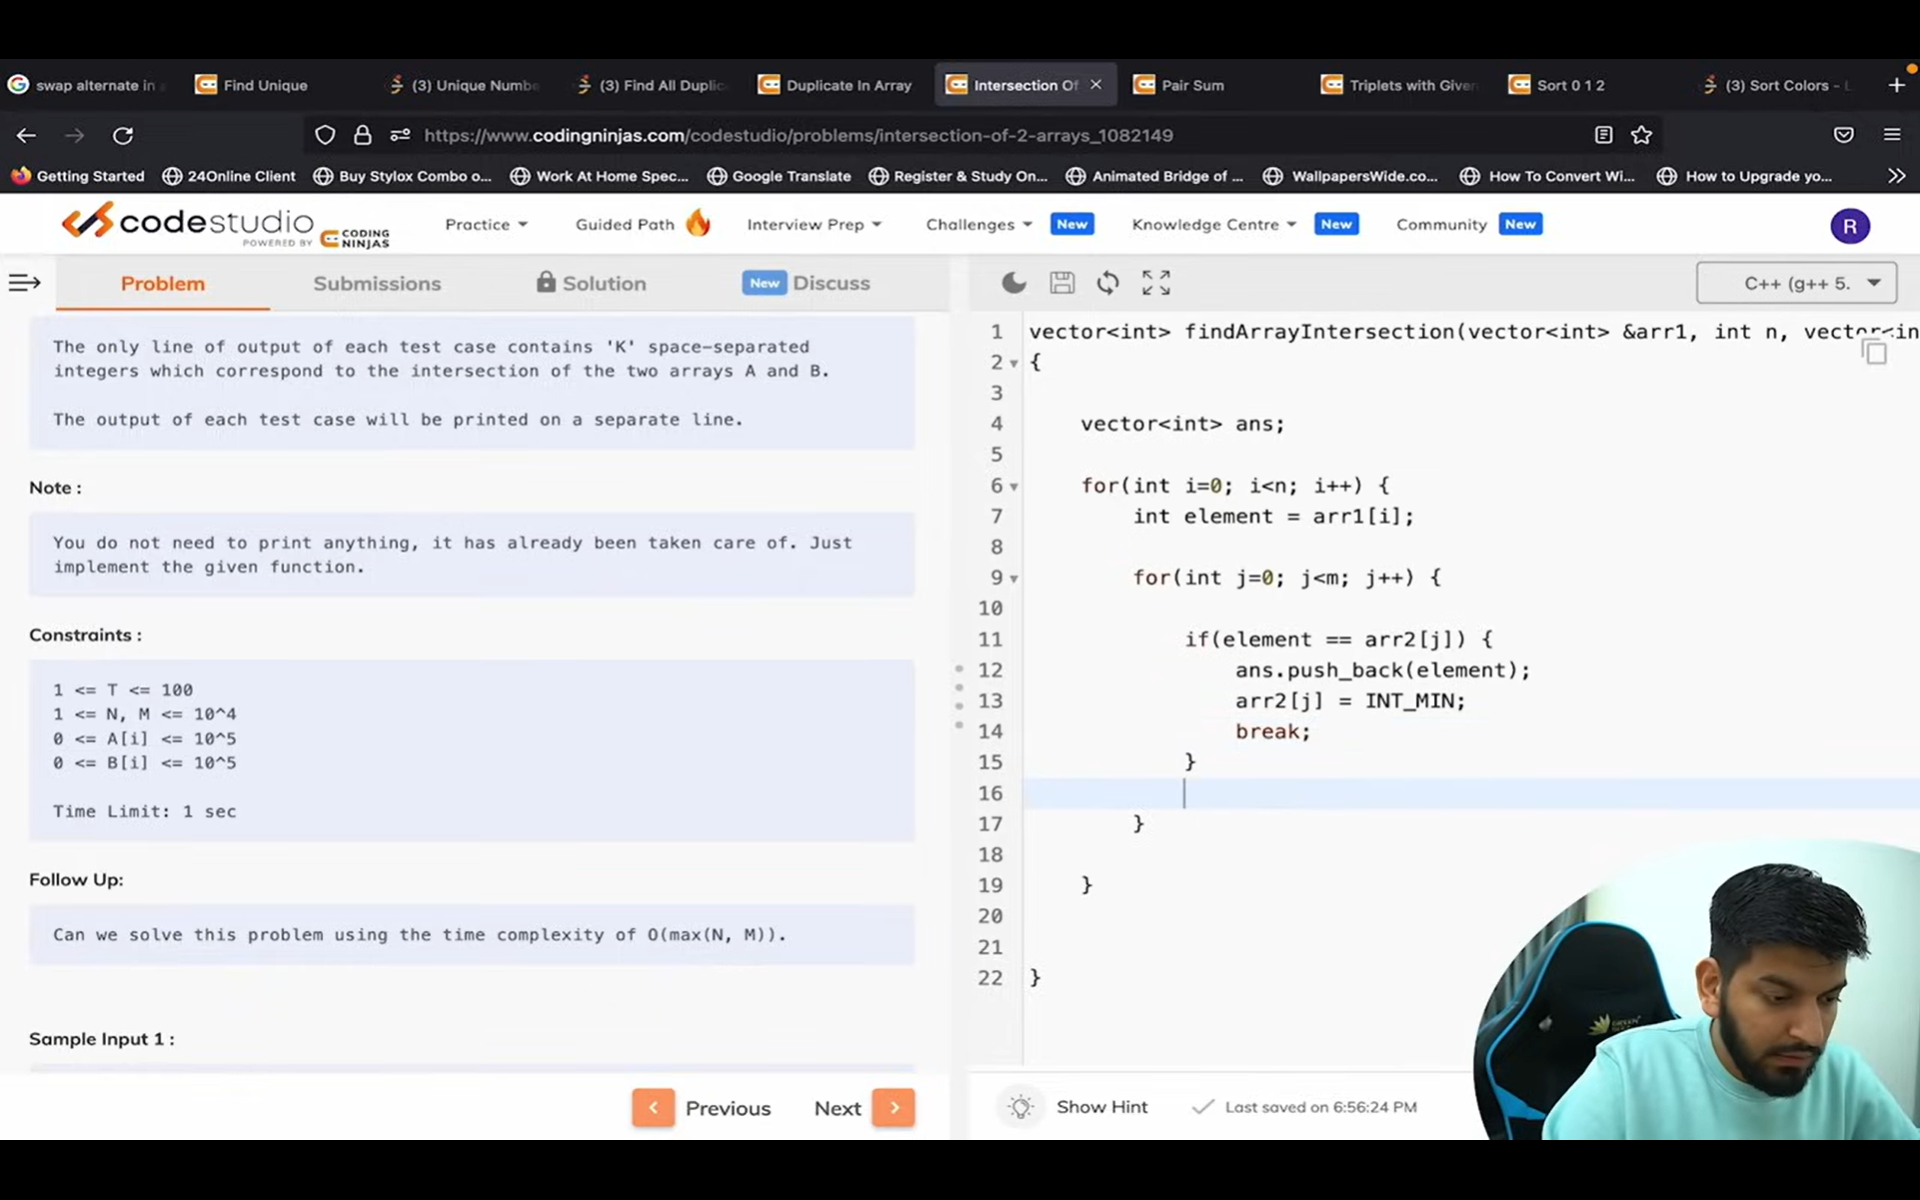 swap alternate in
Find Unique
(3) Unique Numbe
(3) Find All Duplic
Duplicate In Array
Intersection Of
Pair Sum
Triplets with Given
Sort 0 1 2
(3) Sort Colors - L
https://www.codingninjas.com/codestudio/problems/intersection-of-2-arrays_1082149
Getting Started
24Online Client
Buy Stylox Combo o...
Work At Home Spec...
Google Translate
Register & Study On...
Animated Bridge of ...
WallpapersWide.co...
How To Convert Wi...
How to Upgrade yo...
codestudio
POWERED BY CODING NINJAS
Practice
Guided Path
Interview Prep
Challenges New
Knowledge Centre New
Community New
R
Problem
Submissions
Solution
New Discuss
C++ (g++ 5.
The only line of output of each test case contains 'K' space-separated
integers which correspond to the intersection of the two arrays A and B.
The output of each test case will be printed on a separate line.
Note :
You do not need to print anything, it has already been taken care of. Just
implement the given function.
Constraints :
1 <= T <= 100
1 <= N, M <= 10^4
0 <= A[i] <= 10^5
0 <= B[i] <= 10^5
Time Limit: 1 sec
Follow Up:
Can we solve this problem using the time complexity of O(max(N, M)).
Sample Input 1 :
Previous
Next
1 vector<int> findArrayIntersection(vector<int> &arr1, int n, vector<in
2 {
3
4 vector<int> ans;
5
6 for(int i=0; i<n; i++) {
7 int element = arr1[i];
8
9 for(int j=0; j<m; j++) {
10
11 if(element == arr2[j]) {
12 ans.push_back(element);
13 arr2[j] = INT_MIN;
14 break;
15 }
16
17 }
18
19 }
20
21
22 }
Show Hint
Last saved on 6:56:24 PM